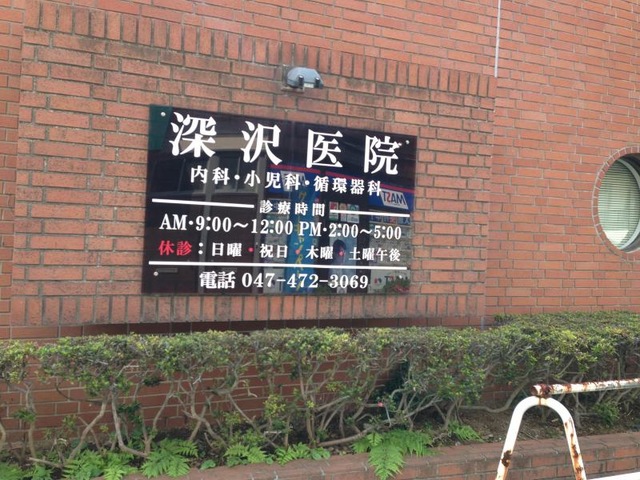 深沢医院
内科・小児科・循環器科
診療時間
AM・9:00～12:00 PM・2:00～5:00
休診：日曜・祝日・木曜・土曜午後
電話 047-472-3069
MAST